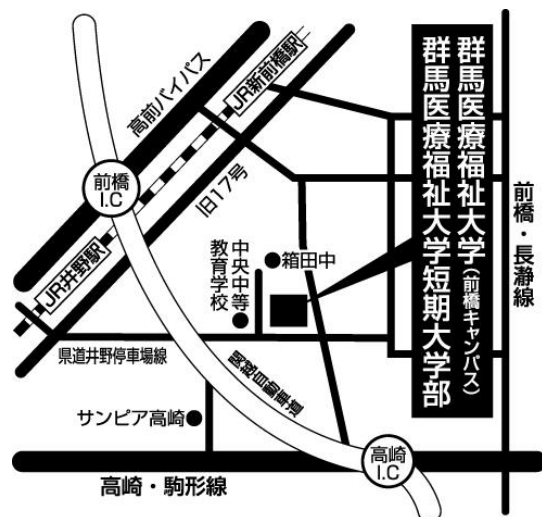 高前バイパス
JR新前橋駅
旧17号
前橋
I.C
JR井野駅
群馬医療福祉大学(前橋キャンパス)
群馬医療福祉大学短期大学部
前橋・長瀞線
中央中等
教育学校
箱田中
県道井野停車場線
関越自動車道
サンピア高崎
高崎
I.C
高崎・駒形線